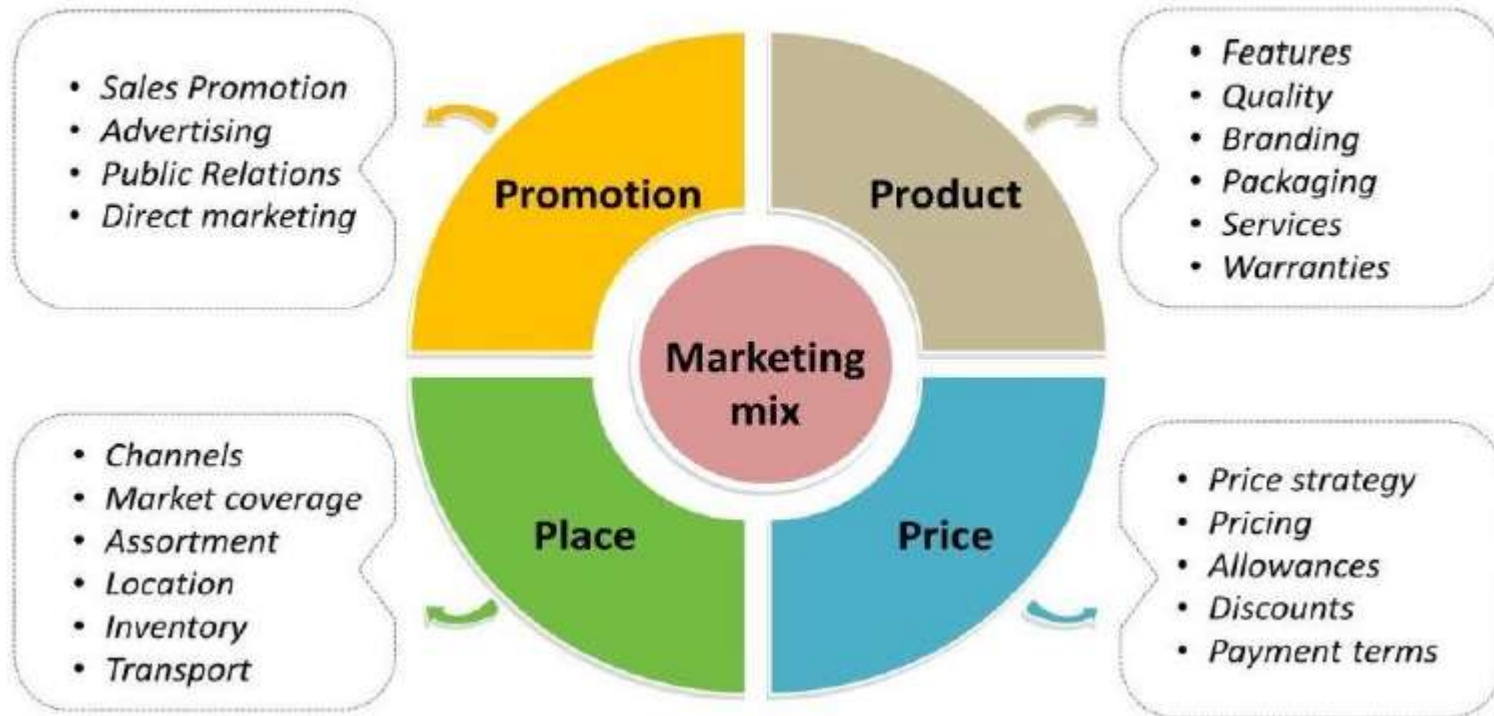 • Sales Promotion
• Advertising
• Public Relations
• Direct marketing
Promotion
Product
• Features
• Quality
• Branding
• Packaging
• Services
• Warranties
Marketing
mix
• Channels
• Market coverage
• Assortment
• Location
• Inventory
• Transport
Place
Price
• Price strategy
• Pricing
• Allowances
• Discounts
• Payment terms